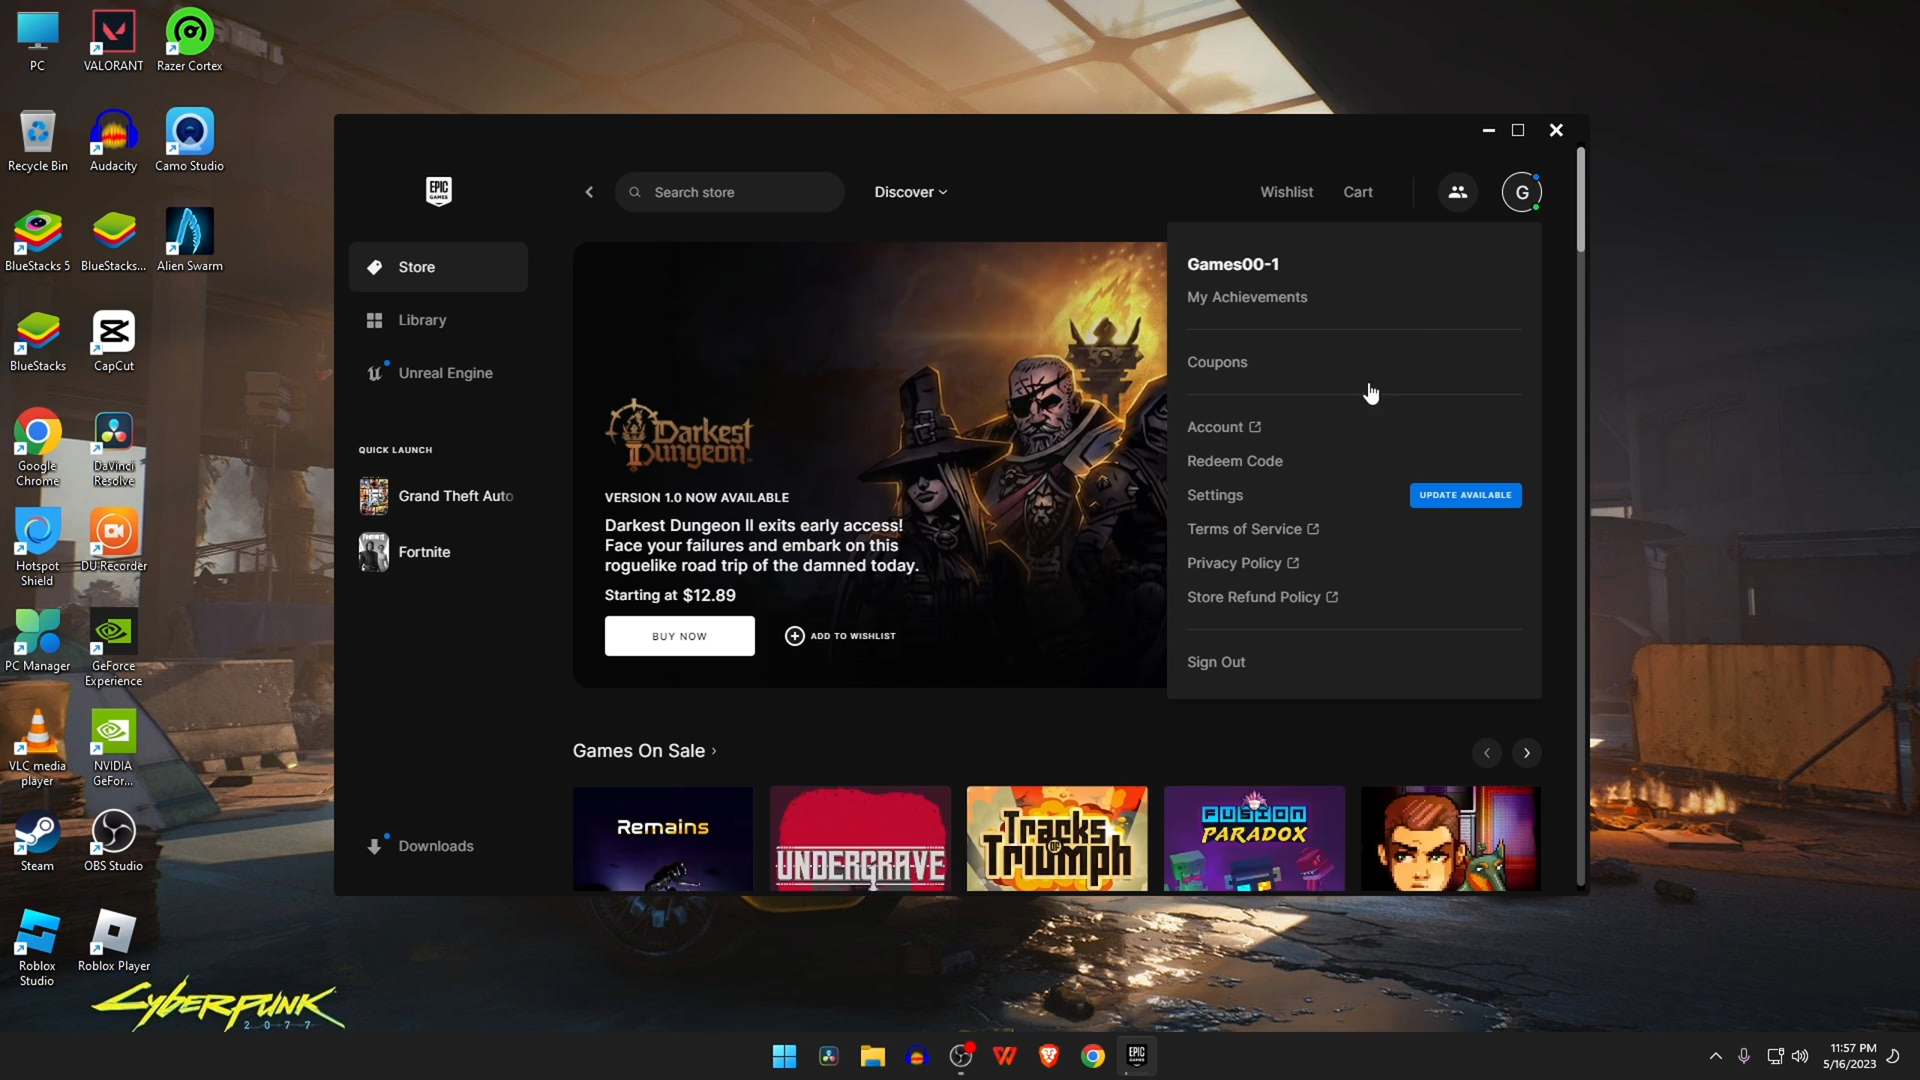 PC
VALORANT
Razer Cortex
Recycle Bin
Audacity
Camo Studio
BlueStacks 5
BlueStacks...
Alien Swarm
BlueStacks
CapCut
Google
Chrome
DaVinci
Resolve
Hotspot
Shield
DU Recorder
PC Manager
GeForce
Experience
VLC media
player
NVIDIA
GeFor...
Steam
OBS Studio
Roblox
Studio
Roblox Player
CYBERPUNK
2077
EPIC
GAMES
Search store
Discover
Wishlist
Cart
G
Store
Library
Unreal Engine
QUICK LAUNCH
Grand Theft Auto
Fortnite
Downloads
Darkest
Dungeon
VERSION 1.0 NOW AVAILABLE
Darkest Dungeon II exits early access!
Face your failures and embark on this
roguelike road trip of the damned today.
Starting at $12.89
BUY NOW
ADD TO WISHLIST
Games00-1
My Achievements
Coupons
Account
Redeem Code
Settings
UPDATE AVAILABLE
Terms of Service
Privacy Policy
Store Refund Policy
Sign Out
Games On Sale
Remains
UNDERGRAVE
Tracks
OF
Triumph
FUSION
PARADOX
EPIC
GAMES
11:57 PM
5/16/2023